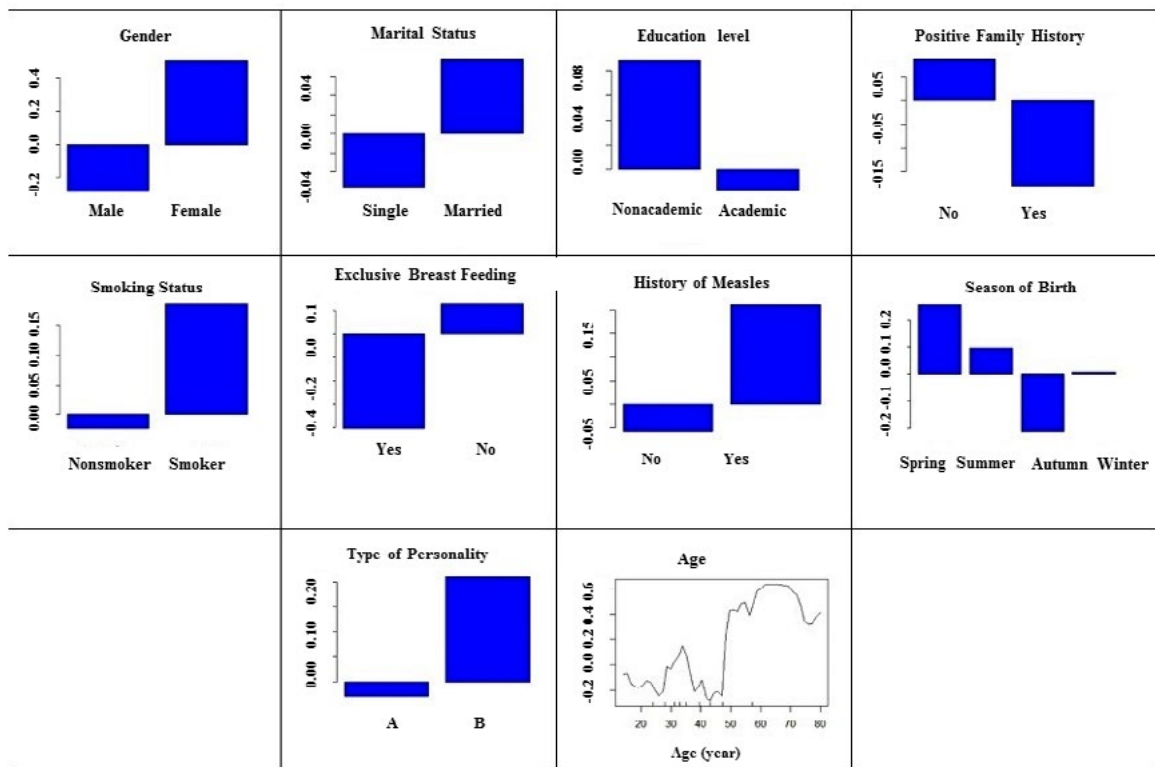 Gender
0.4
0.2
0.0
-0.2
Male Female
Marital Status
0.04
0.00
-0.04
Single Married
Education level
0.08
0.04
0.00
Nonacademic Academic
Positive Family History
0.05
-0.05
-015
No Yes
Smoking Status
0.15
0.10
0.05
0.00
Nonsmoker Smoker
Exclusive Breast Feeding
0.1
0.0
-0.2
-0.4
Yes No
History of Measles
0.15
0.05
-0.05
No Yes
Season of Birth
0.2
0.1
0.0
-0.1
-0.2
Spring Summer Autumn Winter
Type of Personality
0.20
0.10
0.00
A B
Age
0.6
0.4
0.2
0.0
-0.2
20 30 40 50 60 70 80
Age (year)